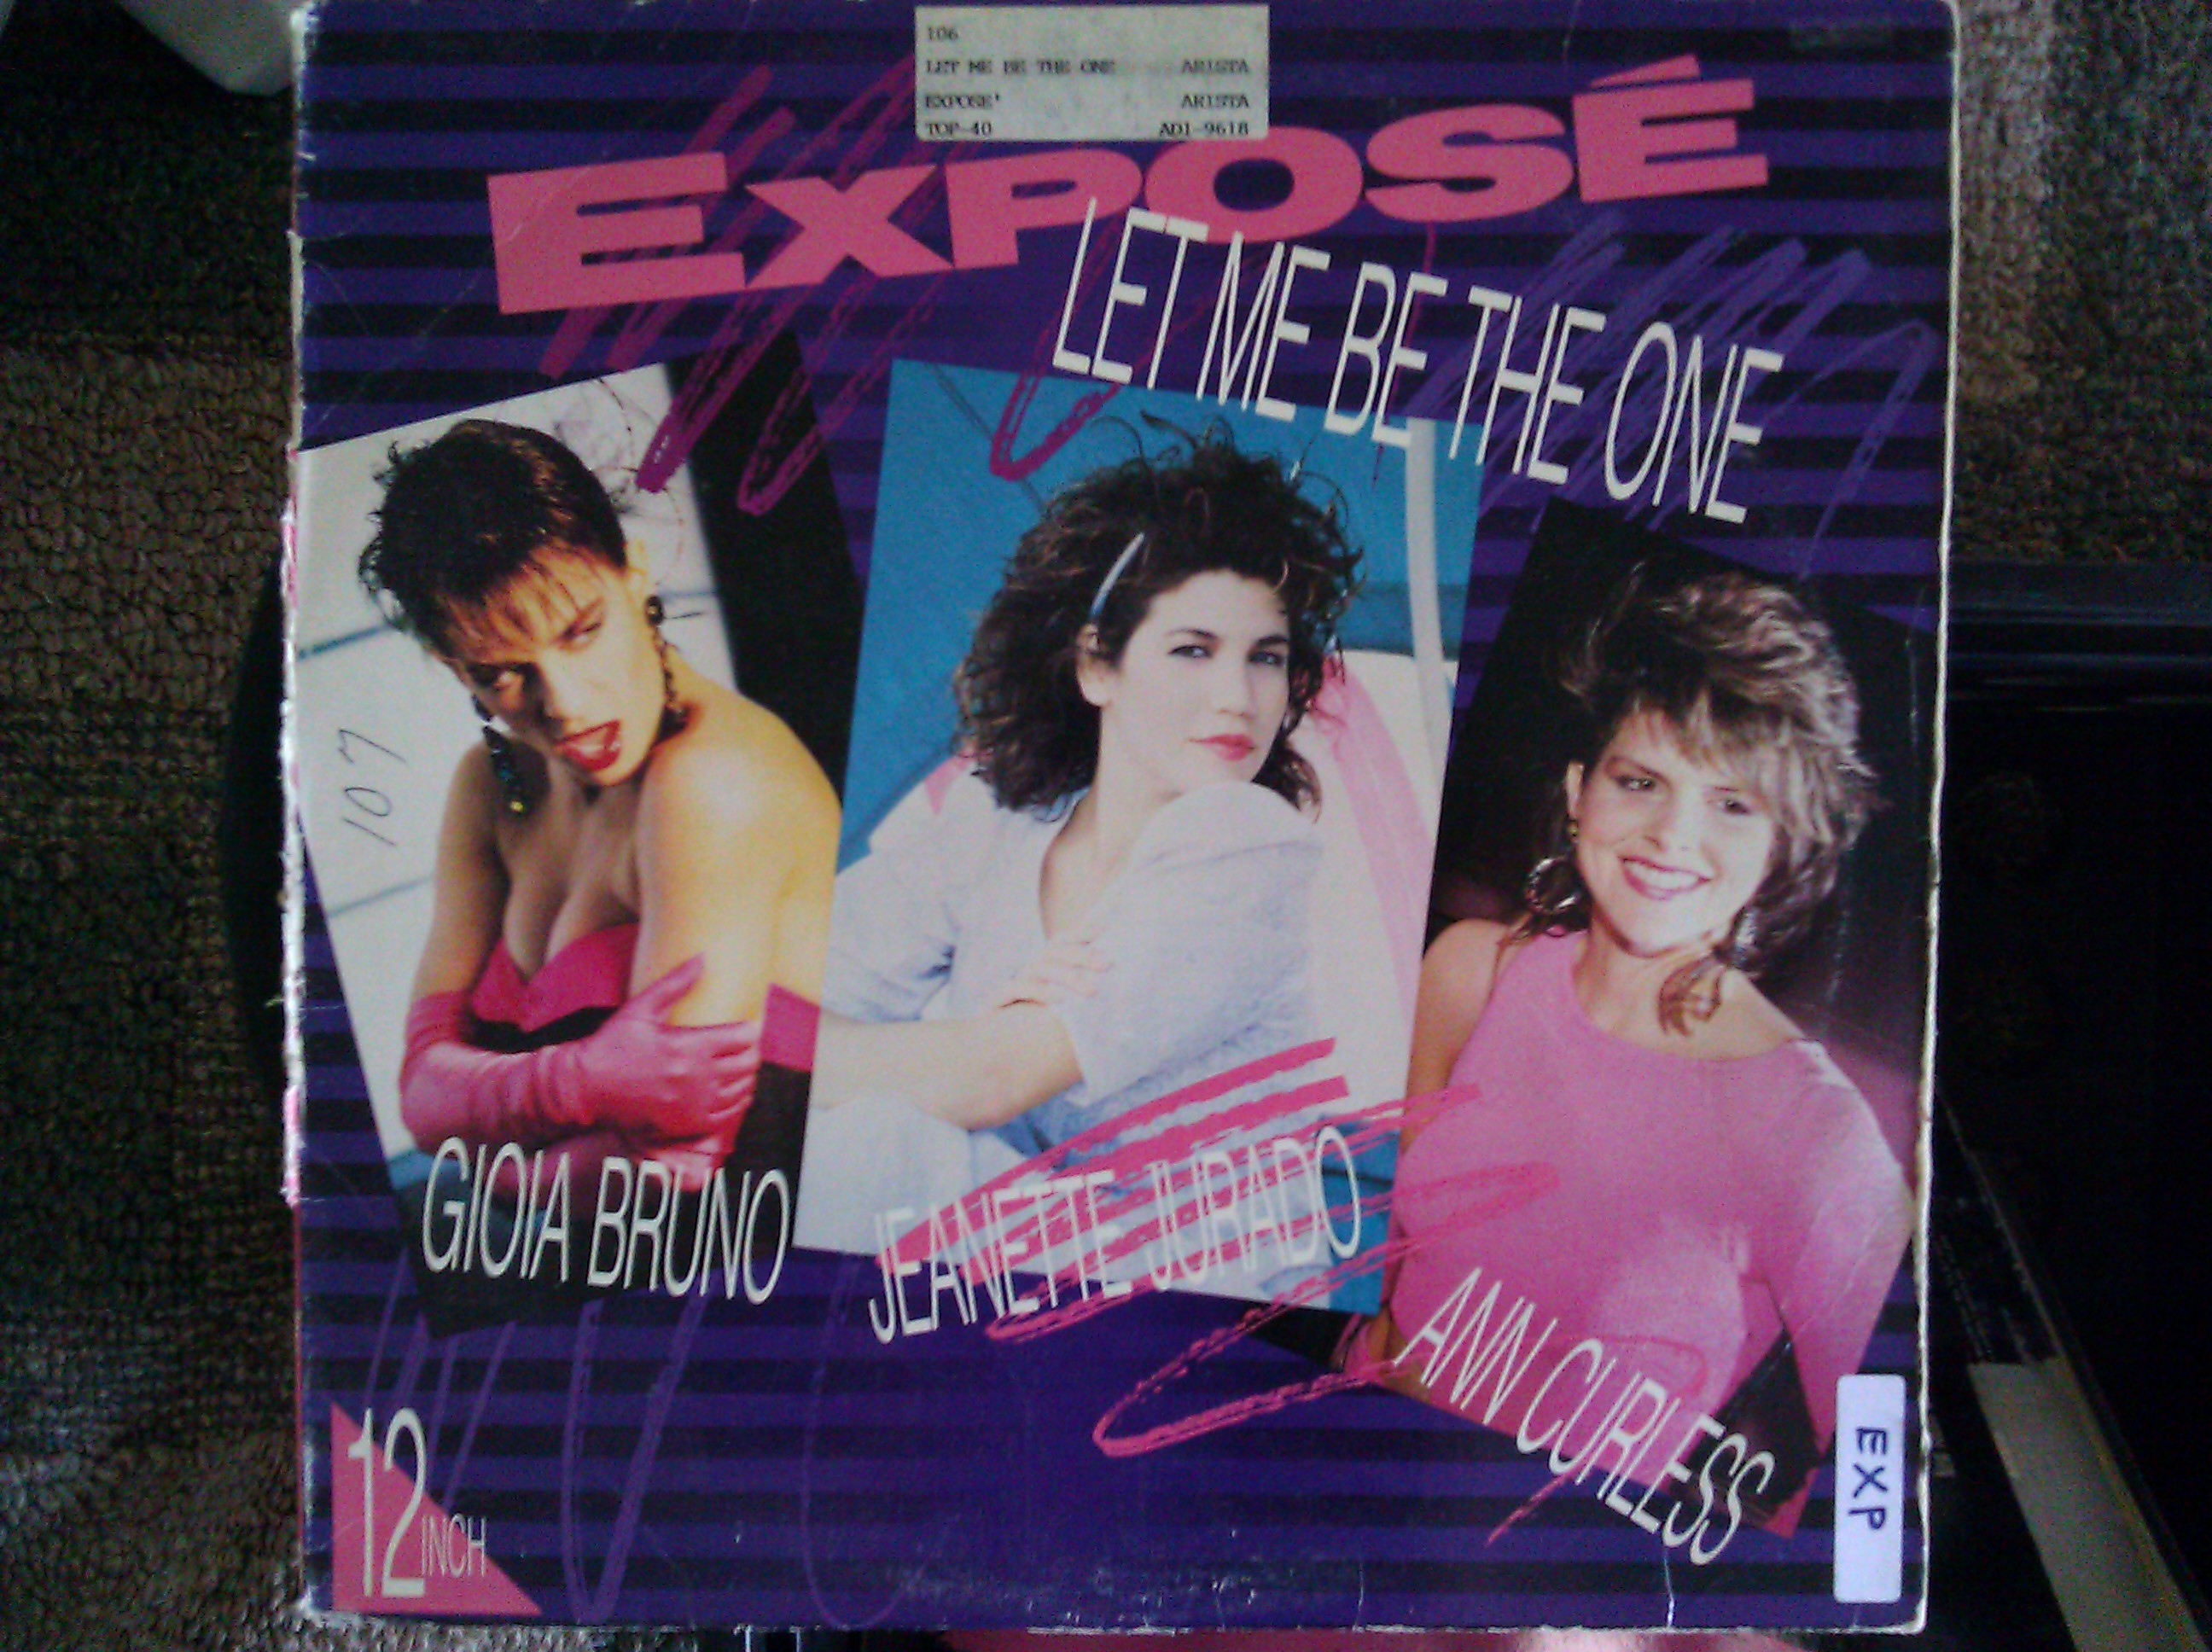 106
LET ME BE THE ONE ARISTA
EXPOSE' ARISTA
TOP-40 AD1-9618
EXPOSÉ
LET ME BE THE ONE
107
GIOIA BRUNO
JEANETTE JURADO
ANN CURLESS
12 INCH
EXP